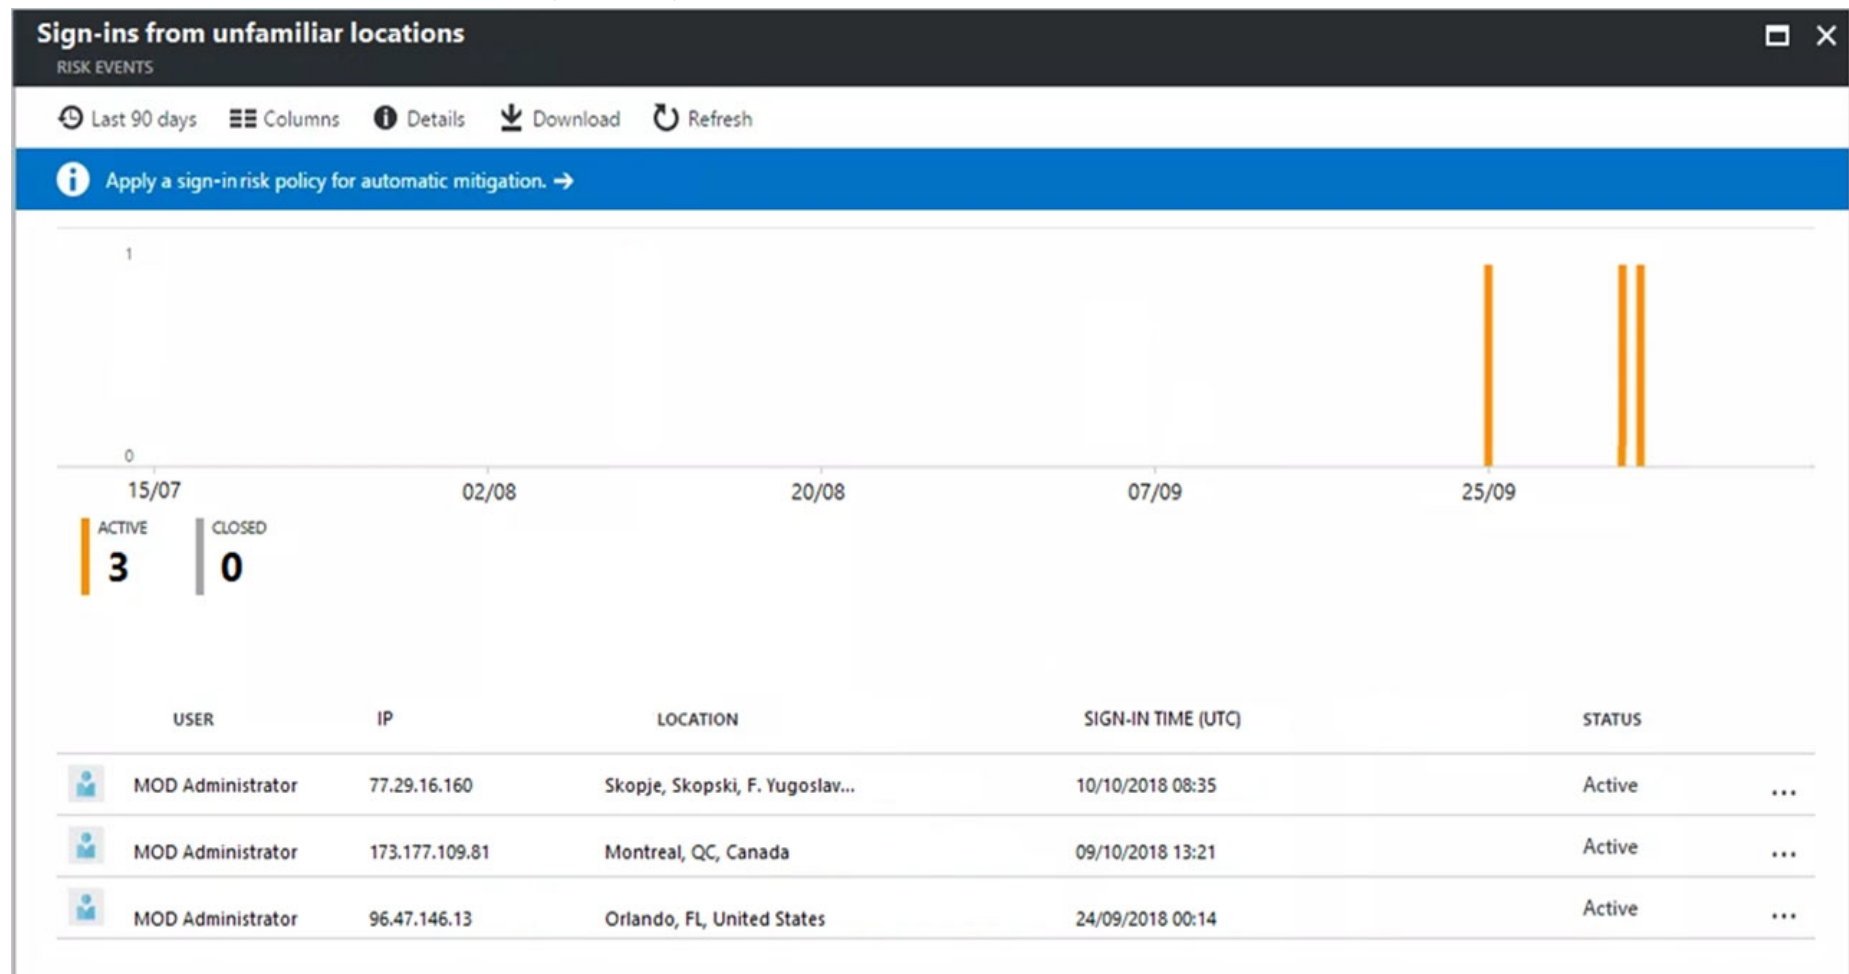 Sign-ins from unfamiliar locations
RISK EVENTS
Last 90 days Columns Details Download Refresh
Apply a sign-in risk policy for automatic mitigation. →
1
0
15/07 02/08 20/08 07/09 25/09
ACTIVE CLOSED
3 0
USER IP LOCATION SIGN-IN TIME (UTC) STATUS
MOD Administrator 77.29.16.160 Skopje, Skopski, F. Yugoslav... 10/10/2018 08:35 Active ...
MOD Administrator 173.177.109.81 Montreal, QC, Canada 09/10/2018 13:21 Active ...
MOD Administrator 96.47.146.13 Orlando, FL, United States 24/09/2018 00:14 Active ...